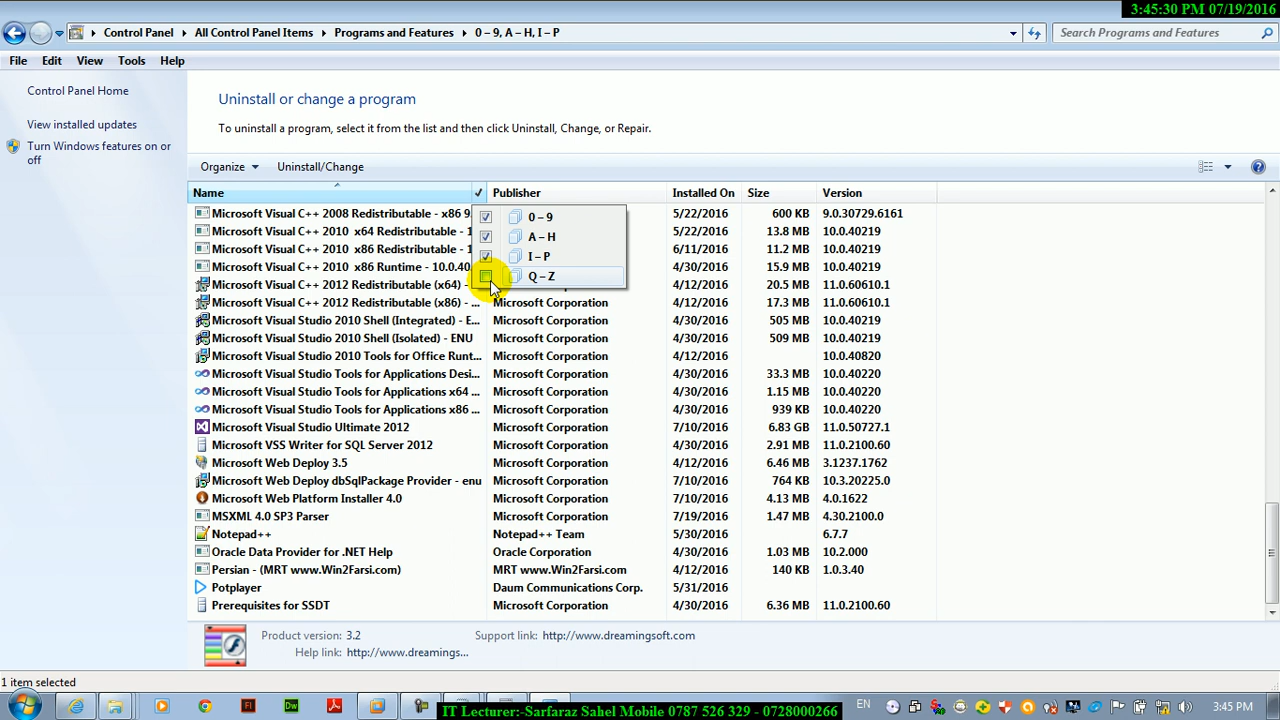 3:45:30 PM 07/19/2016
Control Panel All Control Panel Items Programs and Features 0 – 9, A – H, I – P
Search Programs and Features
File Edit View Tools Help
Control Panel Home
View installed updates
Turn Windows features on or off
Uninstall or change a program
To uninstall a program, select it from the list and then click Uninstall, Change, or Repair.
Organize Uninstall/Change
Name Publisher Installed On Size Version
0 – 9
A – H
I – P
Q – Z
Microsoft Visual C++ 2008 Redistributable - x86 9. 5/22/2016 600 KB 9.0.30729.6161
Microsoft Visual C++ 2010 x64 Redistributable - 1 5/22/2016 13.8 MB 10.0.40219
Microsoft Visual C++ 2010 x86 Redistributable - 1 6/11/2016 11.2 MB 10.0.40219
Microsoft Visual C++ 2010 x86 Runtime - 10.0.40 4/30/2016 15.9 MB 10.0.40219
Microsoft Visual C++ 2012 Redistributable (x64) - 4/12/2016 20.5 MB 11.0.60610.1
Microsoft Visual C++ 2012 Redistributable (x86) - Microsoft Corporation 4/12/2016 17.3 MB 11.0.60610.1
Microsoft Visual Studio 2010 Shell (Integrated) - E... Microsoft Corporation 4/30/2016 505 MB 10.0.40219
Microsoft Visual Studio 2010 Shell (Isolated) - ENU Microsoft Corporation 4/30/2016 509 MB 10.0.40219
Microsoft Visual Studio 2010 Tools for Office Runt... Microsoft Corporation 4/12/2016 10.0.40820
Microsoft Visual Studio Tools for Applications Desi... Microsoft Corporation 4/30/2016 33.3 MB 10.0.40220
Microsoft Visual Studio Tools for Applications x64 ... Microsoft Corporation 4/30/2016 1.15 MB 10.0.40220
Microsoft Visual Studio Tools for Applications x86 ... Microsoft Corporation 4/30/2016 939 KB 10.0.40220
Microsoft Visual Studio Ultimate 2012 Microsoft Corporation 7/10/2016 6.83 GB 11.0.50727.1
Microsoft VSS Writer for SQL Server 2012 Microsoft Corporation 4/30/2016 2.91 MB 11.0.2100.60
Microsoft Web Deploy 3.5 Microsoft Corporation 4/12/2016 6.46 MB 3.1237.1762
Microsoft Web Deploy dbSqlPackage Provider - enu Microsoft Corporation 7/10/2016 764 KB 10.3.20225.0
Microsoft Web Platform Installer 4.0 Microsoft Corporation 7/10/2016 4.13 MB 4.0.1622
MSXML 4.0 SP3 Parser Microsoft Corporation 7/19/2016 1.47 MB 4.30.2100.0
Notepad++ Notepad++ Team 5/30/2016 6.7.7
Oracle Data Provider for .NET Help Oracle Corporation 4/30/2016 1.03 MB 10.2.000
Persian - (MRT www.Win2Farsi.com) MRT www.Win2Farsi.com 4/12/2016 140 KB 1.0.3.40
Potplayer Daum Communications Corp. 5/31/2016
Prerequisites for SSDT Microsoft Corporation 4/30/2016 6.36 MB 11.0.2100.60
Product version: 3.2 Support link: http://www.dreamingsoft.com
Help link: http://www.dreamings...
1 item selected
IT Lecturer:-Sarfaraz Sahel Mobile 0787 526 329 - 0728000266
EN
3:45 PM